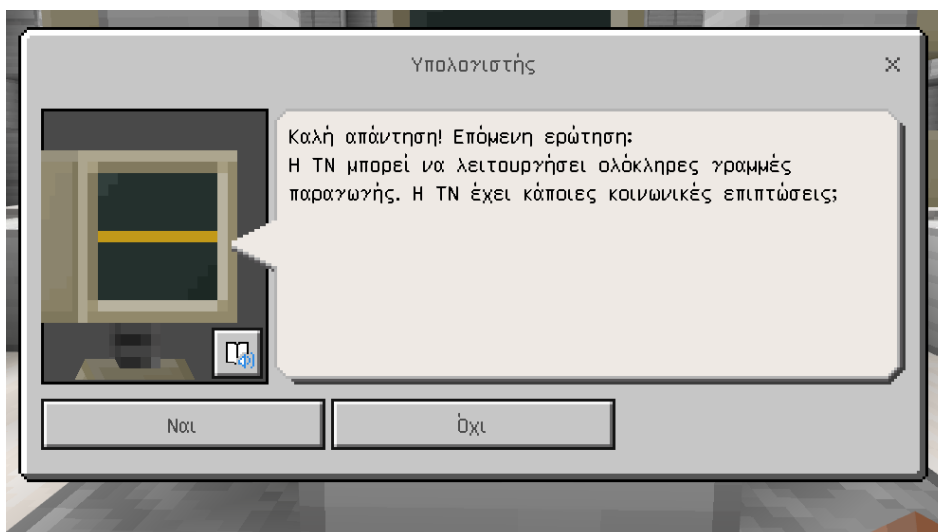 Υπολογιστής
Καλή απάντηση! Επόμενη ερώτηση:
Η ΤΝ μπορεί να λειτουργήσει ολόκληρες γραμμές
παραγωγής. Η ΤΝ έχει κάποιες κοινωνικές επιπτώσεις;
Ναι
Όχι